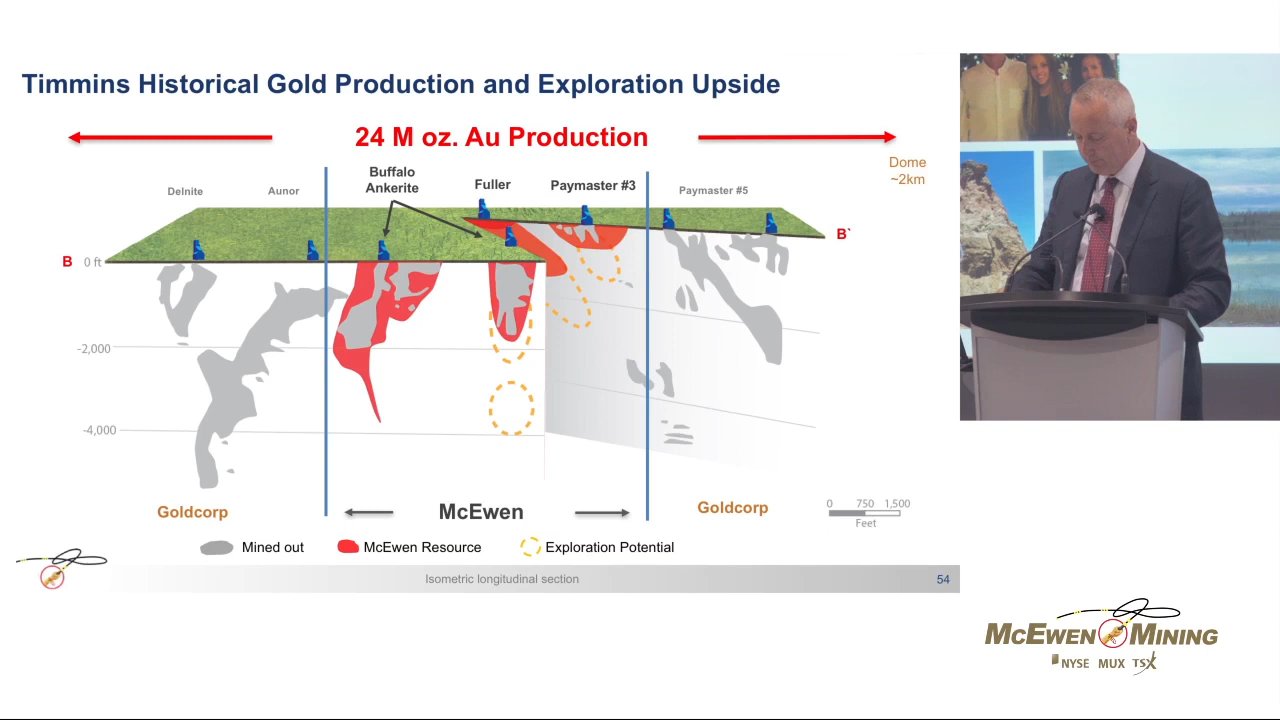 Timmins Historical Gold Production and Exploration Upside
24 M oz. Au Production
Dome
~2km
Delnite
Aunor
Buffalo
Ankerite
Fuller
Paymaster #3
Paymaster #5
B
0 ft
B`
-2,000
-4,000
Goldcorp
McEwen
Goldcorp
0 750 1,500
Feet
Mined out
McEwen Resource
Exploration Potential
Isometric longitudinal section
54
McEwen Mining
NYSE MUX TSX